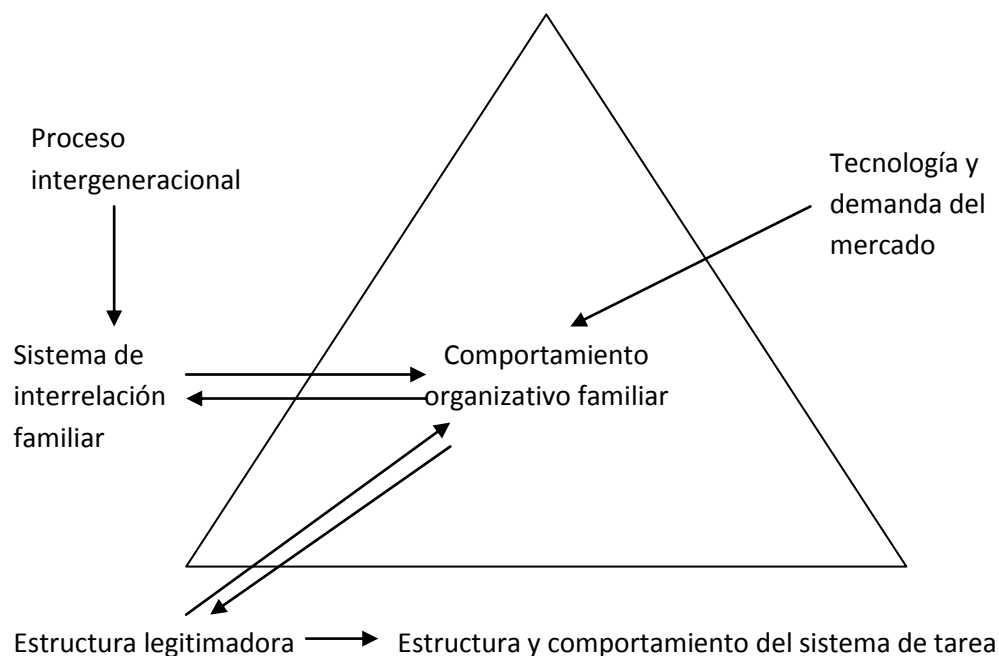 Proceso
intergeneracional
Tecnología y
demanda del
mercado
Sistema de
interrelación
familiar
Comportamiento
organizativo familiar
Estructura legitimadora
Estructura y comportamiento del sistema de tarea